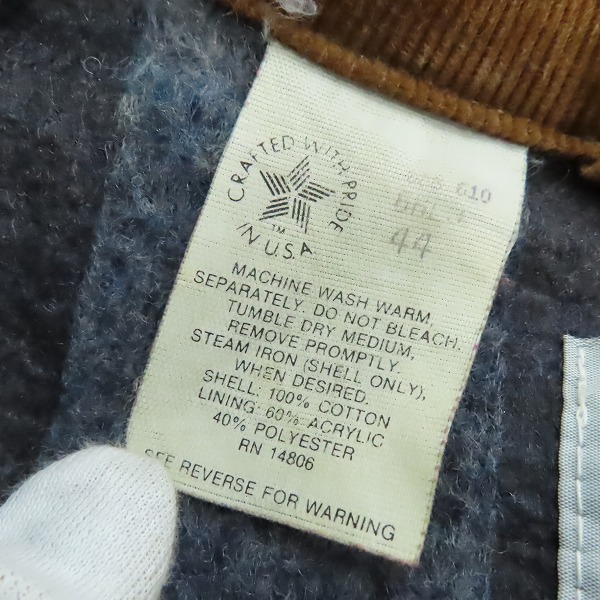 CRAFTED WITH PRIDE
IN U.S.A
TM
610
44
MACHINE WASH WARM,
SEPARATELY. DO NOT BLEACH.
TUMBLE DRY MEDIUM,
REMOVE PROMPTLY.
STEAM IRON (SHELL ONLY),
WHEN DESIRED.
SHELL: 100% COTTON
LINING: 60% ACRYLIC
40% POLYESTER
RN 14806
SEE REVERSE FOR WARNING